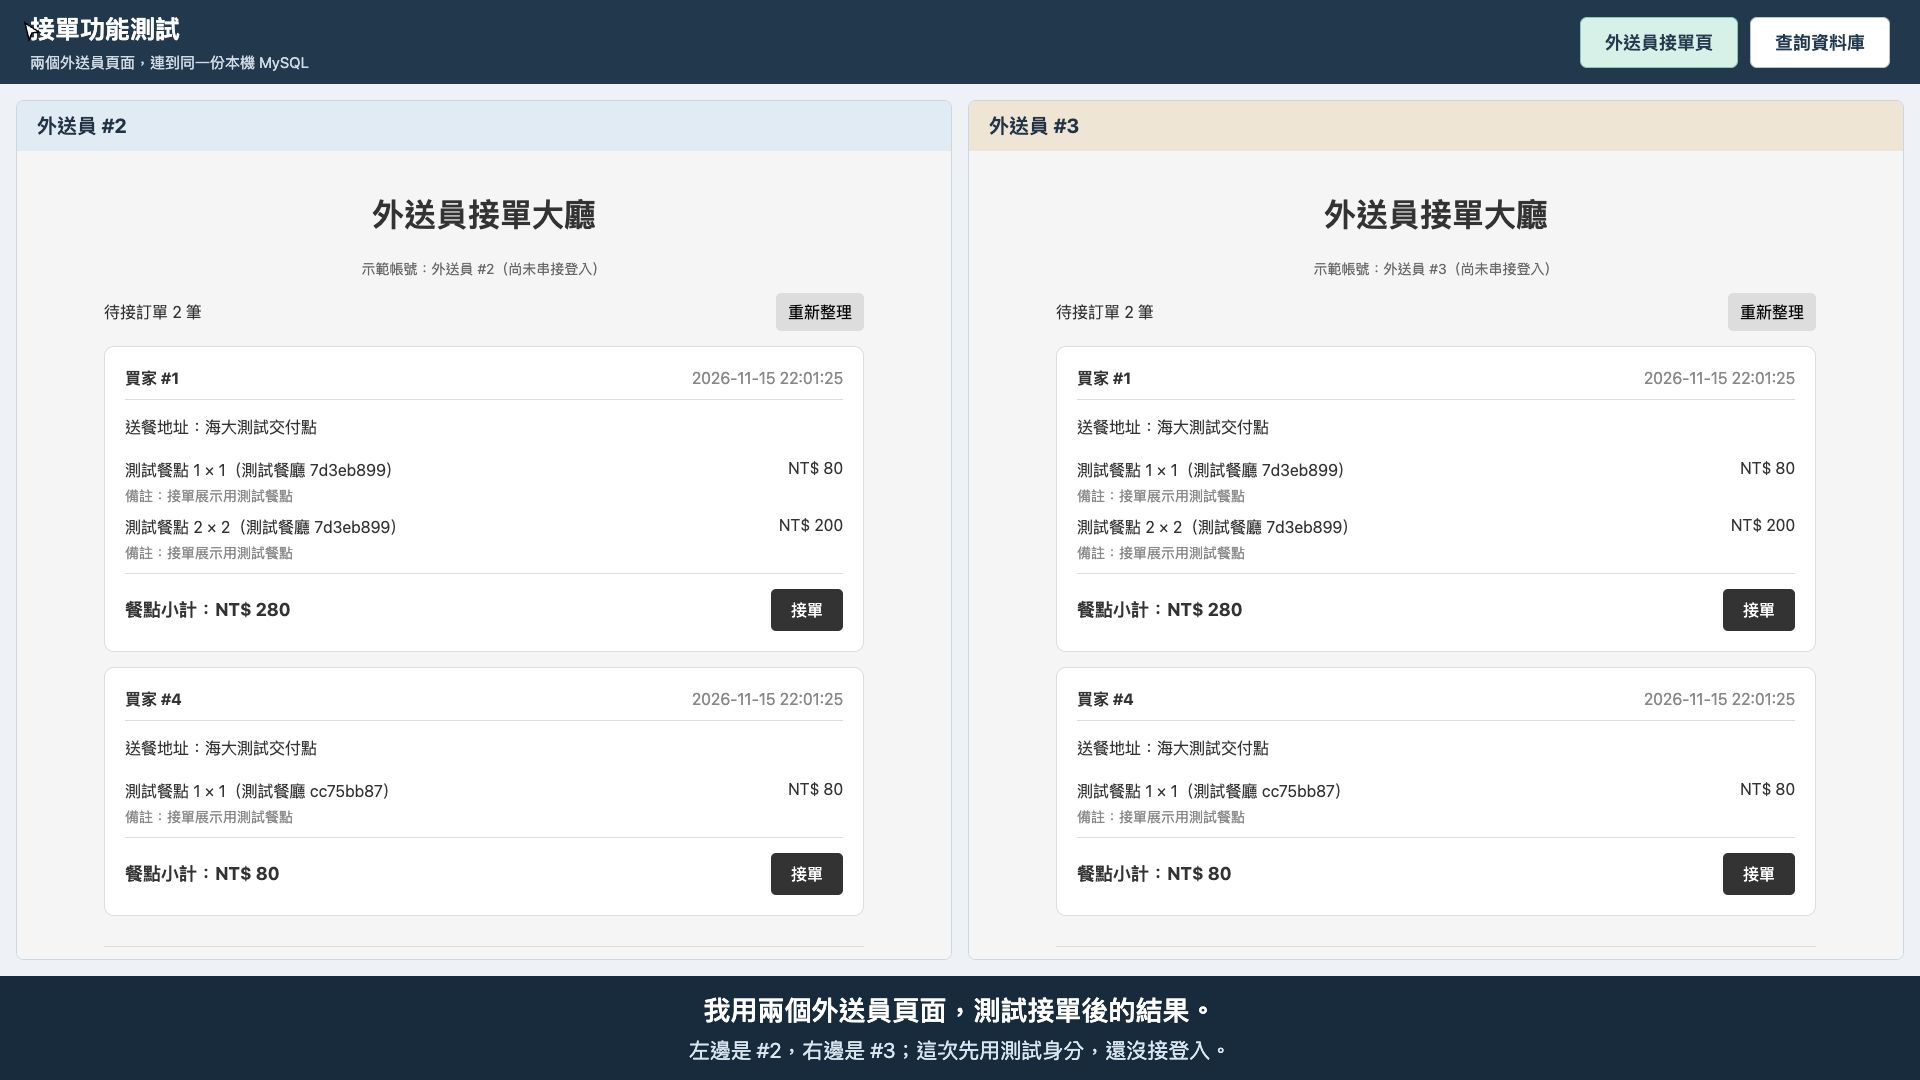 接單功能測試
兩個外送員頁面，連到同一份本機 MySQL
外送員接單頁
查詢資料庫
外送員 #2
外送員接單大廳
示範帳號：外送員 #2（尚未串接登入）
待接訂單 2 筆
重新整理
買家 #1
2026-11-15 22:01:25
送餐地址：海大測試交付點
測試餐點 1 × 1（測試餐廳 7d3eb899）
NT$ 80
備註：接單展示用測試餐點
測試餐點 2 × 2（測試餐廳 7d3eb899）
NT$ 200
備註：接單展示用測試餐點
餐點小計：NT$ 280
接單
買家 #4
2026-11-15 22:01:25
送餐地址：海大測試交付點
測試餐點 1 × 1（測試餐廳 cc75bb87）
NT$ 80
備註：接單展示用測試餐點
餐點小計：NT$ 80
接單
外送員 #3
外送員接單大廳
示範帳號：外送員 #3（尚未串接登入）
待接訂單 2 筆
重新整理
買家 #1
2026-11-15 22:01:25
送餐地址：海大測試交付點
測試餐點 1 × 1（測試餐廳 7d3eb899）
NT$ 80
備註：接單展示用測試餐點
測試餐點 2 × 2（測試餐廳 7d3eb899）
NT$ 200
備註：接單展示用測試餐點
餐點小計：NT$ 280
接單
買家 #4
2026-11-15 22:01:25
送餐地址：海大測試交付點
測試餐點 1 × 1（測試餐廳 cc75bb87）
NT$ 80
備註：接單展示用測試餐點
餐點小計：NT$ 80
接單
我用兩個外送員頁面，測試接單後的結果。
左邊是 #2，右邊是 #3；這次先用測試身分，還沒接登入。